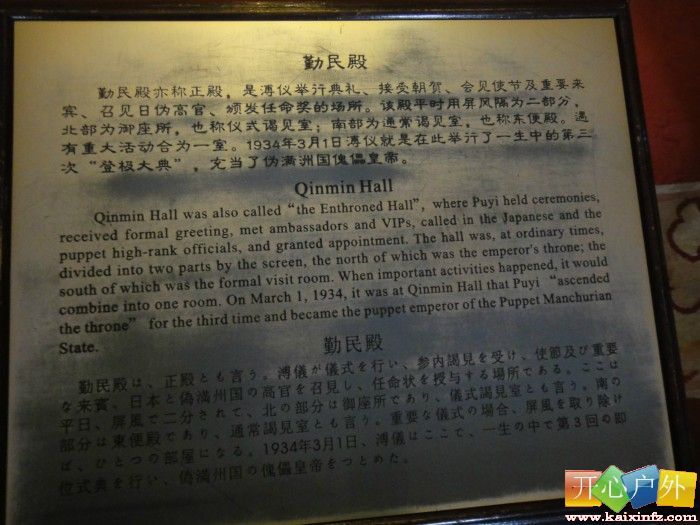 勤民殿
勤民殿亦称正殿，是溥仪举行典礼、接受朝贺、会见使节及重要来
宾、召见日伪高官、颁发任命奖的场所。该殿平时用屏风隔为二部分，
北部为御座所，也称仪式谒见室；南部为通常谒见室，也称东便殿。遇
有重大活动合为一室。1934年3月1日溥仪就是在此举行了一生中的第三
次“登极大典”，充当了伪满洲国傀儡皇帝。
Qinmin Hall
Qinmin Hall was also called “the Enthroned Hall”, where Puyi held ceremonies,
received formal greeting, met ambassadors and VIPs, called in the Japanese and the
puppet high-rank officials, and granted appointment. The hall was, at ordinary times,
divided into two parts by the screen, the north of which was the emperor's throne; the
south of which was the formal visit room. When important activities happened, it would
combine into one room. On March 1, 1934, it was at Qinmin Hall that Puyi “ascended
the throne” for the third time and became the puppet emperor of the Puppet Manchurian
State.
勤民殿
勤民殿は、正殿とも言う。溥儀が儀式を行い、参内謁見を受け、使節及び重要
な来賓、日本と偽満州国の高官を召見し、任命状を授与する場所である。ここは
平日、屏風で二分されて、北の部分は御座所であり、儀式謁見室とも言う。南の
部分は東便殿であり、通常謁見室とも言う。重要な儀式の場合、屏風を取り除け
ば、ひとつの部屋になる。1934年3月1日、溥儀はここで、一生の中で第3回の即
位式典を行い、偽満州国の傀儡皇帝をつとめた。
开心户外
www.kaixinfz.com